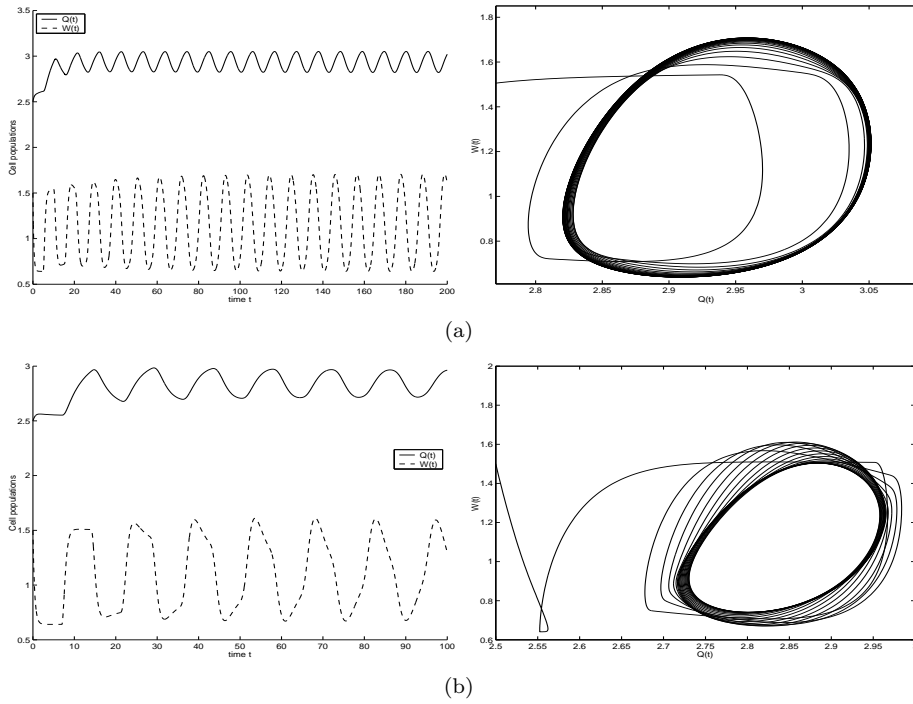 Q(t)
W(t)
3.5
3
2.5
2
1.5
1
0.5
Cell populations
0 20 40 60 80 100 120 140 160 180 200
time t
1.8
1.6
1.4
1.2
1
0.8
W(t)
2.8 2.85 2.9 2.95 3 3.05
Q(t)
(a)
3
2.5
2
1.5
1
0.5
Cell populations
Q(t)
W(t)
0 10 20 30 40 50 60 70 80 90 100
time t
2
1.8
1.6
1.4
1.2
1
0.8
0.6
W(t)
2.5 2.55 2.6 2.65 2.7 2.75 2.8 2.85 2.9 2.95
Q(t)
(b)